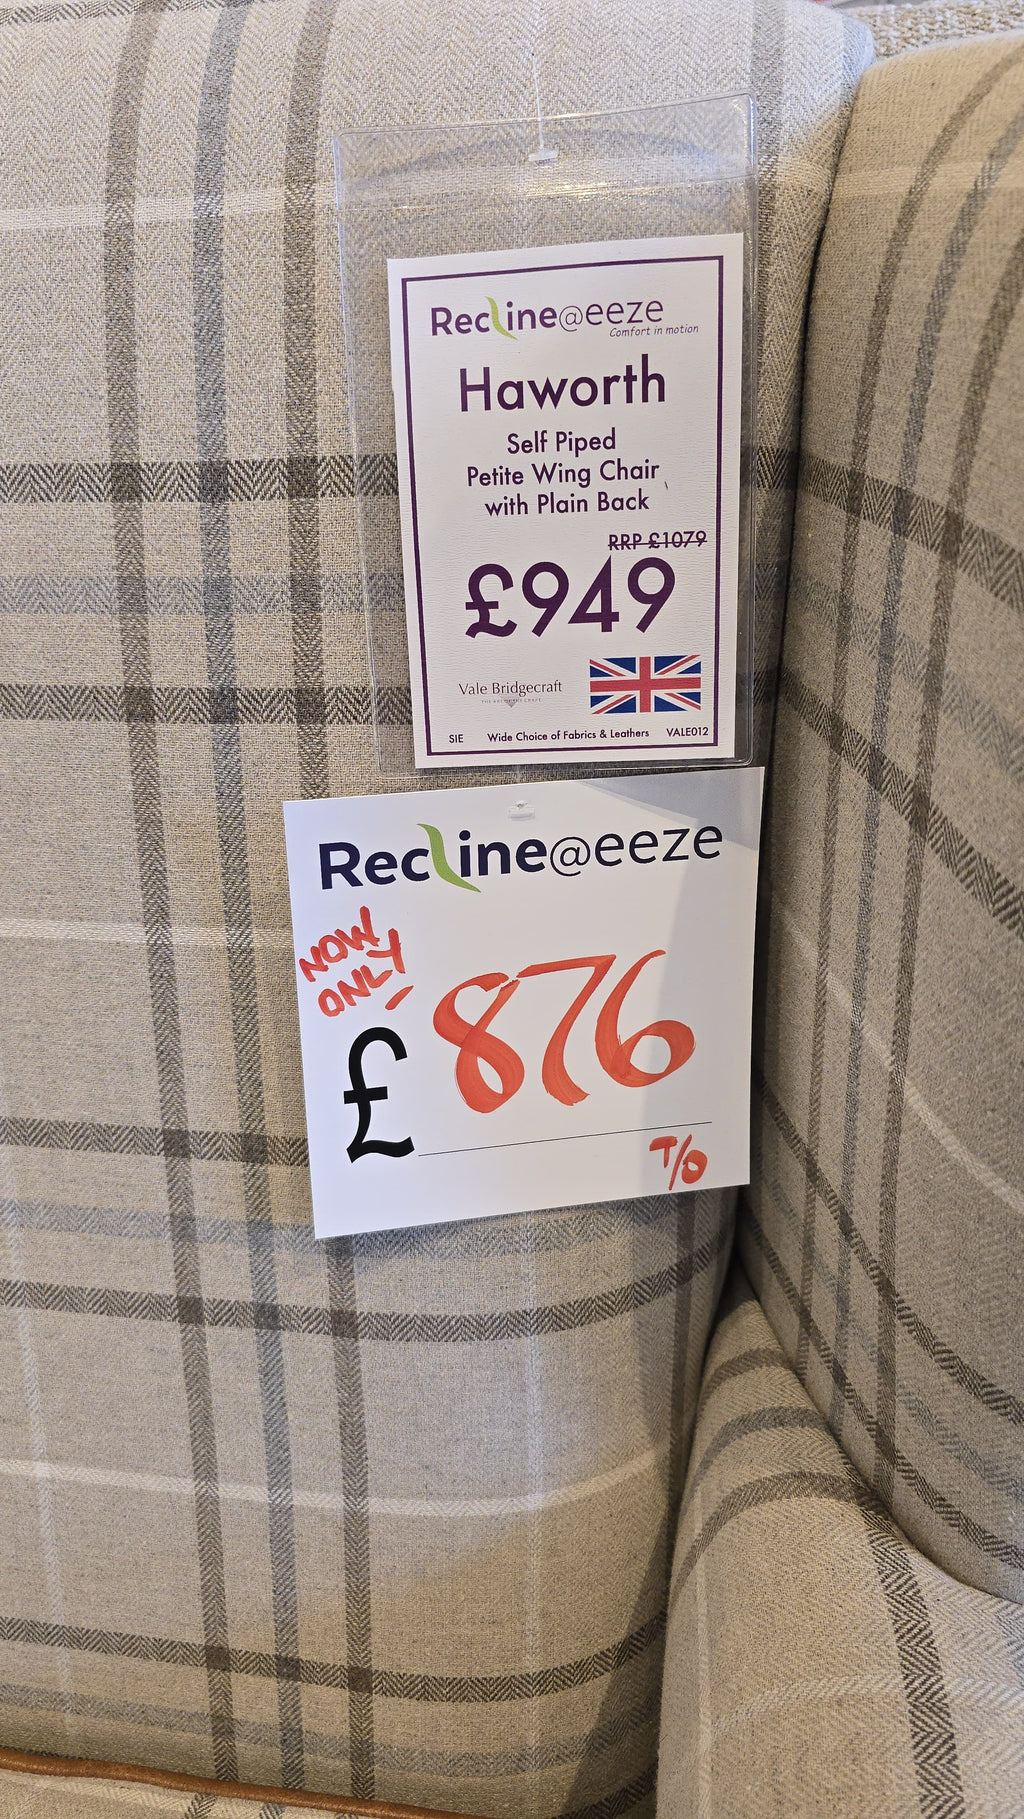 Recline@eeze
Comfort in motion
Haworth
Self Piped
Petite Wing Chair
with Plain Back
RRP £1079
£949
Vale Bridgecraft
SIE Wide Choice of Fabrics & Leathers VALE012
Recline@eeze
NOW
ONLY
£ 876
T/O